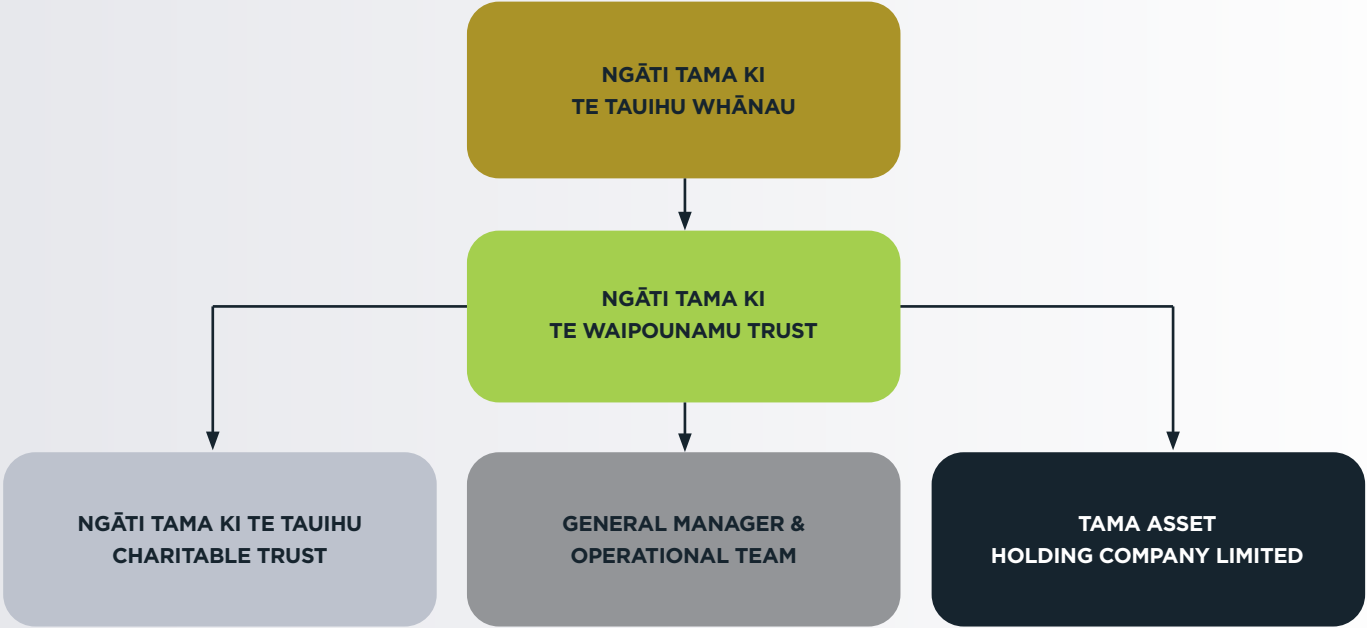 NGĀTI TAMA KI
TE TAUIHU WHĀNAU
NGĀTI TAMA KI
TE WAIPOUNAMU TRUST
NGĀTI TAMA KI TE TAUIHU
CHARITABLE TRUST
GENERAL MANAGER &
OPERATIONAL TEAM
TAMA ASSET
HOLDING COMPANY LIMITED